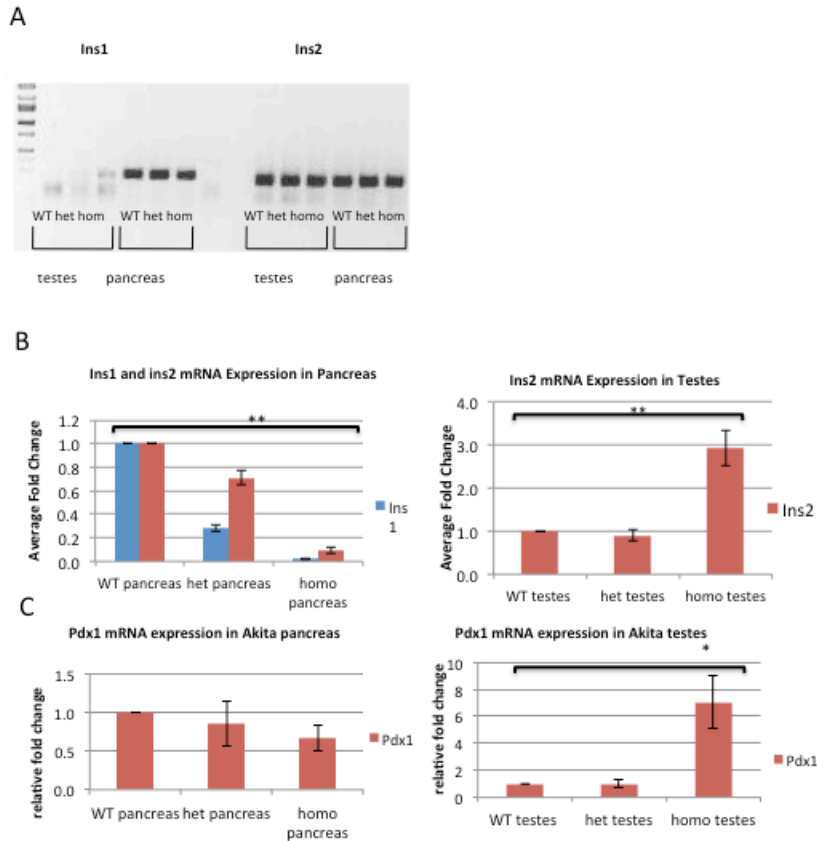 A
Ins1 Ins2
WT het hom WT het hom WT het homo WT het hom
testes pancreas testes pancreas
B
Ins1 and ins2 mRNA Expression in Pancreas
Average Fold Change
1.2
1.0
0.8
0.6
0.4
0.2
0.0
**
WT pancreas het pancreas homo
pancreas
Ins
1
Ins2 mRNA Expression in Testes
Average Fold Change
4.0
3.0
2.0
1.0
0.0
**
WT testes het testes homo testes
Ins2
C
Pdx1 mRNA expression in Akita pancreas
relative fold change
1.5
1.0
0.5
0.0
WT pancreas het pancreas homo
pancreas
Pdx1
Pdx1 mRNA expression in Akita testes
*
relative fold change
10
8
6
4
2
0
WT testes het testes homo testes
Pdx1